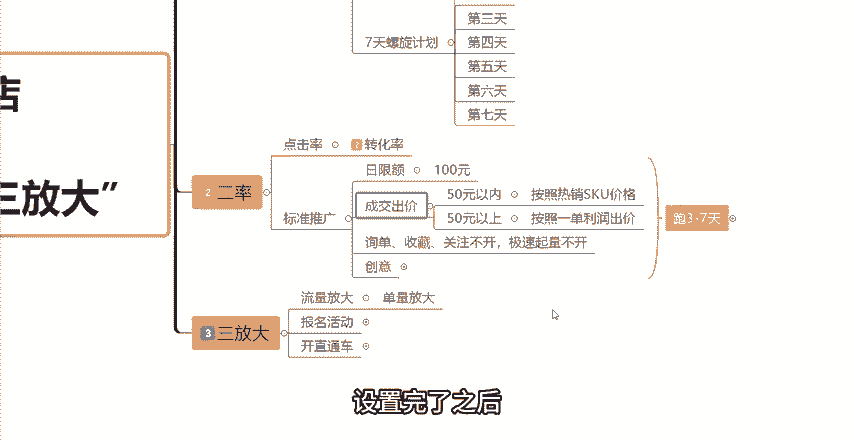 第三天
7天螺旋计划
第四天
第五天
第六天
第七天
店
三放大”
点击率
2 转化率
2 二率
日限额
100元
成交出价
50元以内
按照热销SKU价格
50元以上
按照一单利润出价
标准推广
询单、收藏、关注不开，极速起量不开
创意
跑3-7天
3 三放大
流量放大
单量放大
报名活动
开直通车
设置完了之后